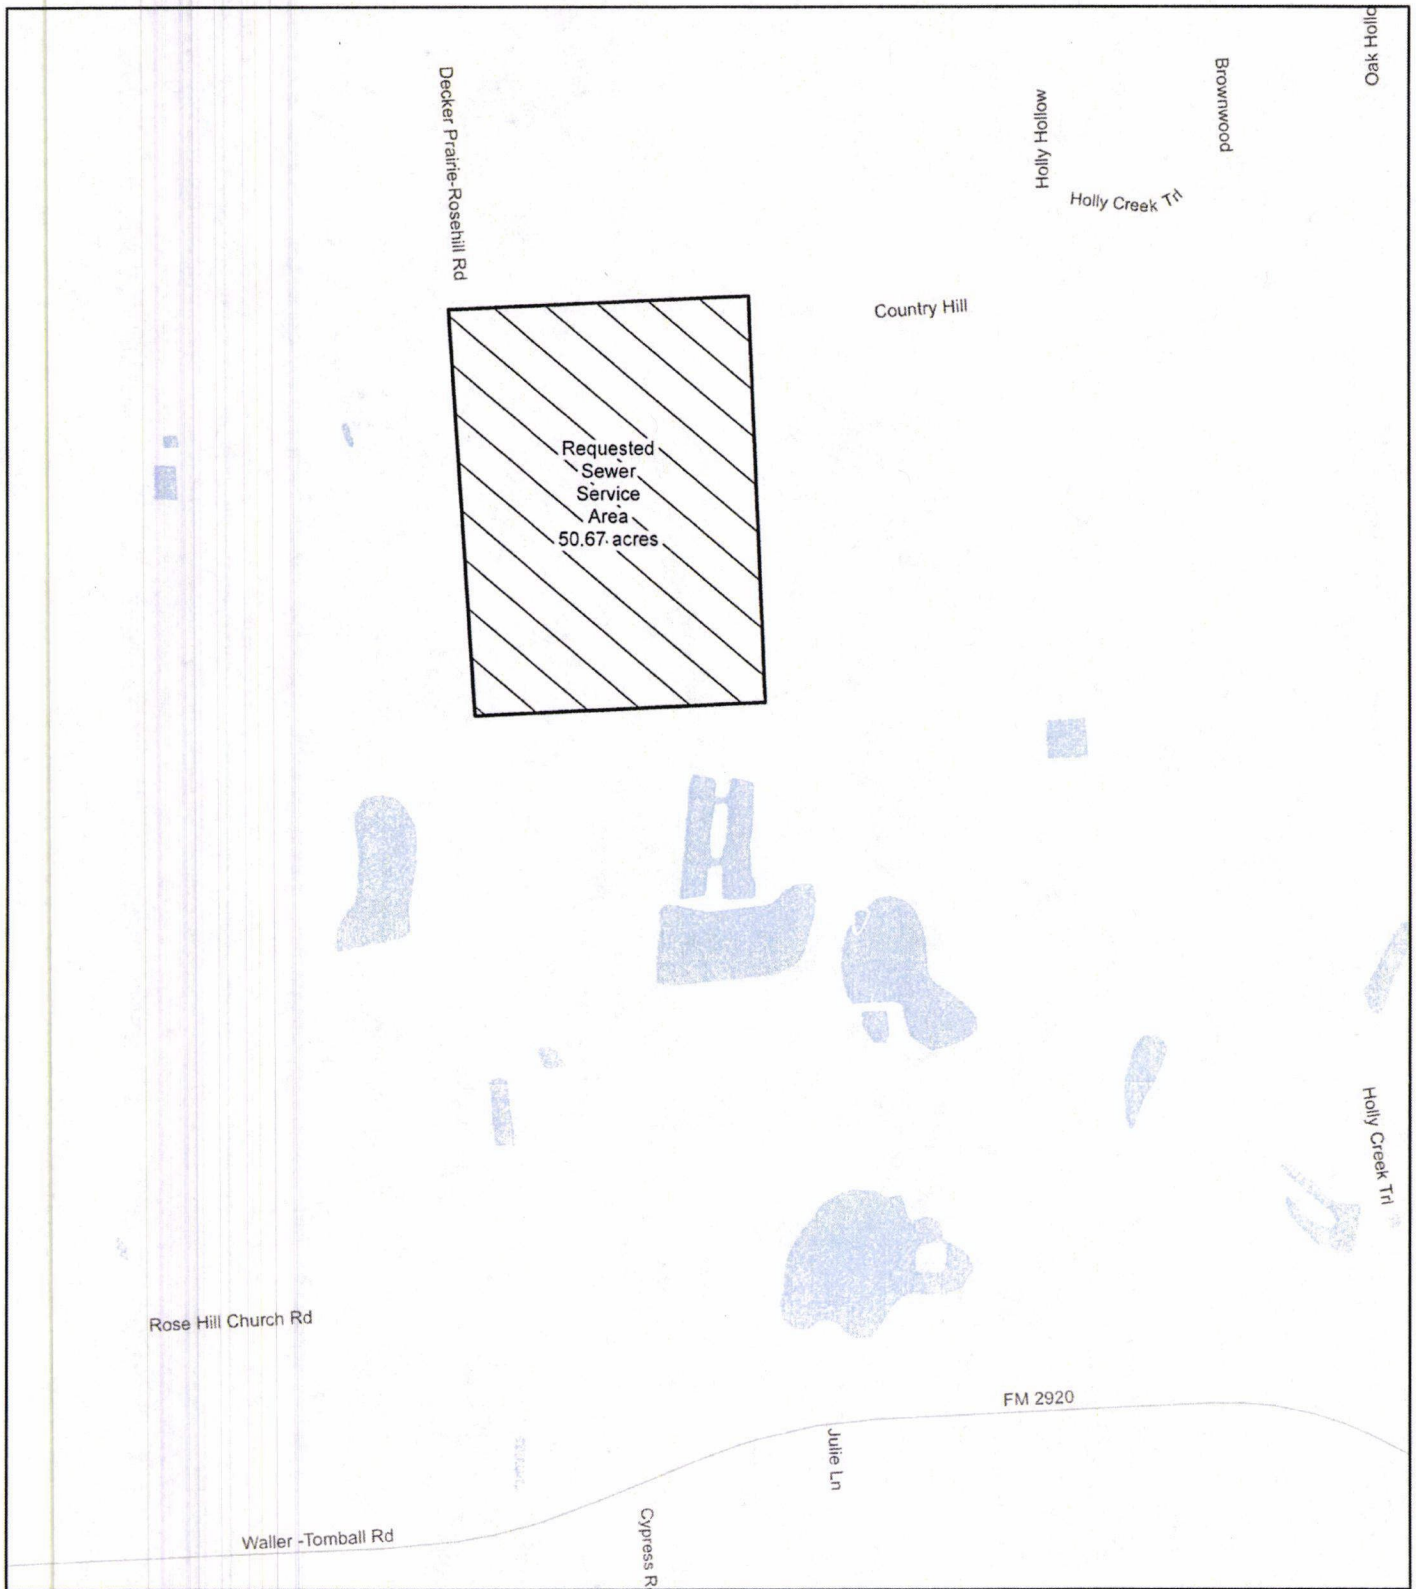 Oak Hollo
Brownwood
Decker Prairie-Rosehill Rd
Holly Hollow
Holly Creek Trl
Country Hill
Requested
Sewer
Service
Area
50.67 acres
Holly Creek Trl
Rose Hill Church Rd
FM 2920
Julie Ln
Cypress R
Waller -Tomball Rd